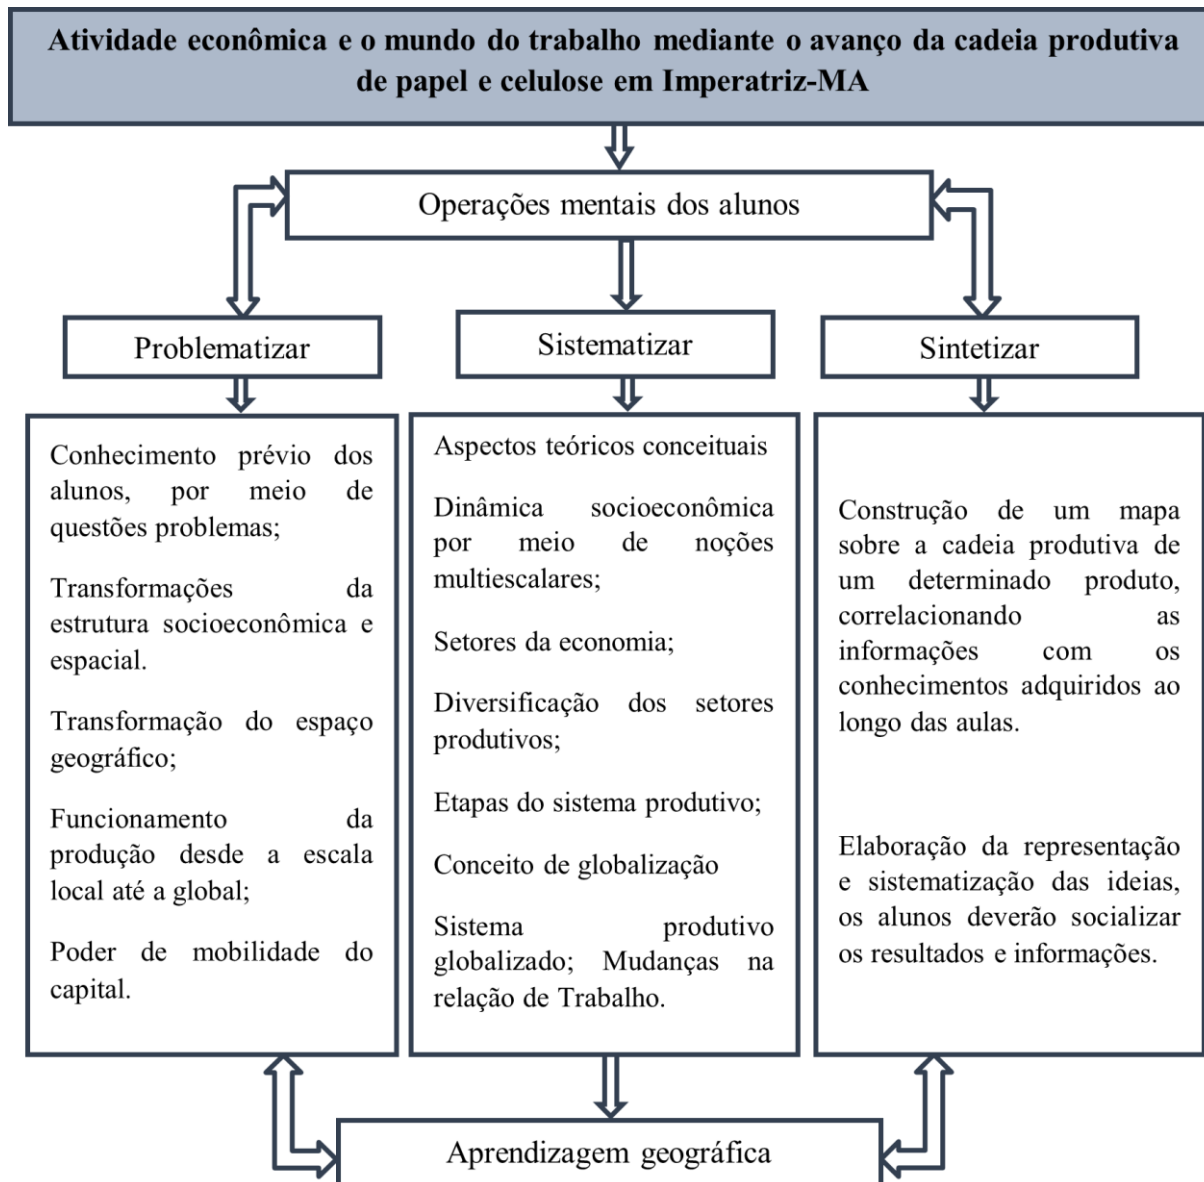 Atividade econômica e o mundo do trabalho mediante o avanço da cadeia produtiva
de papel e celulose em Imperatriz-MA
Operações mentais dos alunos
Problematizar
Sistematizar
Sintetizar
Conhecimento prévio dos
alunos, por meio de
questões problemas;
Transformações da
estrutura socioeconômica e
espacial.
Transformação do espaço
geográfico;
Funcionamento da
produção desde a escala
local até a global;
Poder de mobilidade do
capital.
Aspectos teóricos conceituais
Dinâmica socioeconômica
por meio de noções
multiescalares;
Setores da economia;
Diversificação dos setores
produtivos;
Etapas do sistema produtivo;
Conceito de globalização
Sistema produtivo
globalizado; Mudanças na
relação de Trabalho.
Construção de um mapa
sobre a cadeia produtiva de
um determinado produto,
correlacionando as
informações com os
conhecimentos adquiridos ao
longo das aulas.
Elaboração da representação
e sistematização das ideias,
os alunos deverão socializar
os resultados e informações.
Aprendizagem geográfica